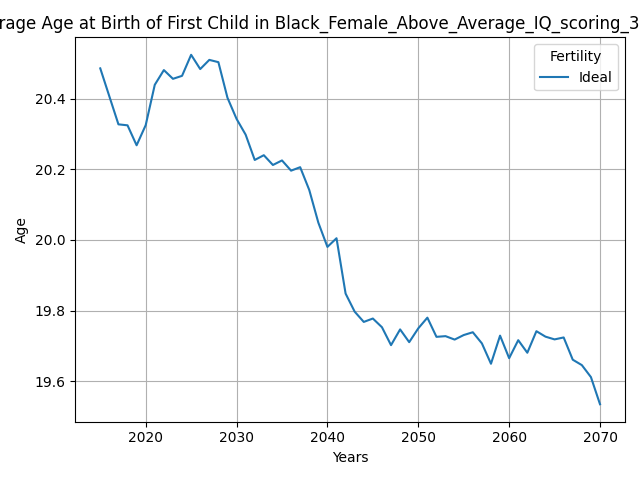 rage Age at Birth of First Child in Black_Female_Above_Average_IQ_scoring_3
Fertility
Ideal
20.4
20.2
20.0
19.8
19.6
Age
2020 2030 2040 2050 2060 2070
Years